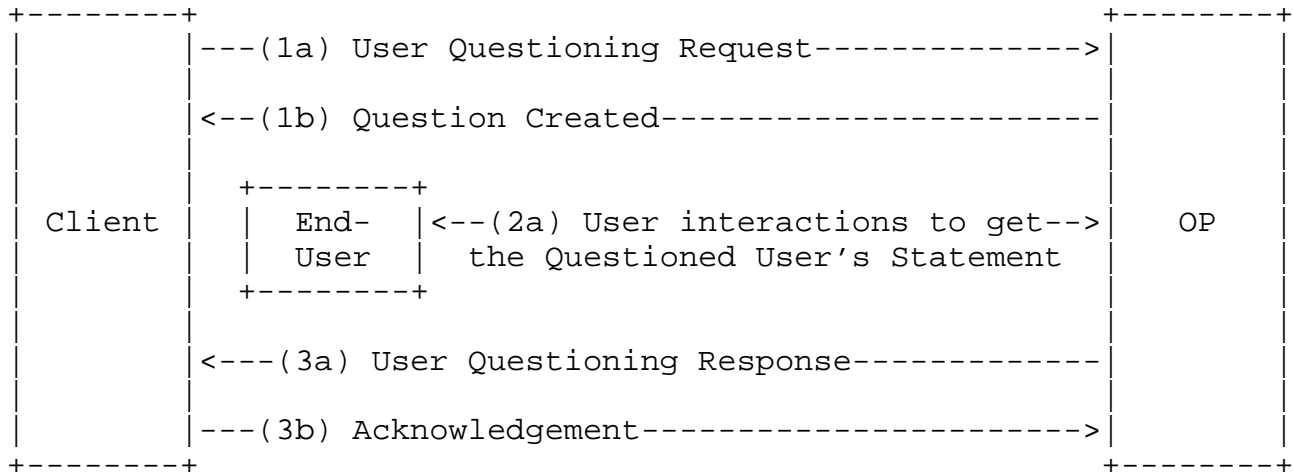 (1a) User Questioning Request
(1b) Question Created
Client End- (2a) User interactions to get OP
User the Questioned User's Statement
(3a) User Questioning Response
(3b) Acknowledgement